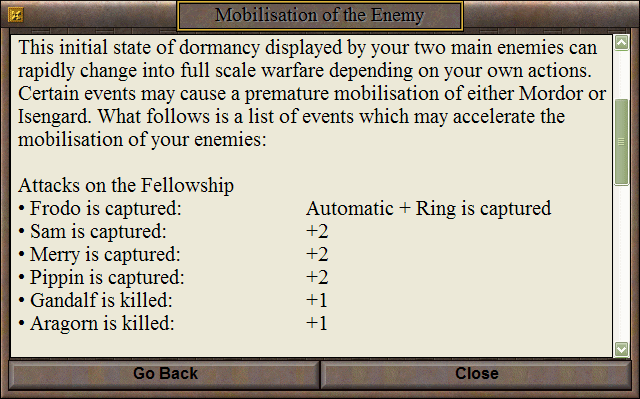 Mobilisation of the Enemy
This initial state of dormancy displayed by your two main enemies can
rapidly change into full scale warfare depending on your own actions.
Certain events may cause a premature mobilisation of either Mordor or
Isengard. What follows is a list of events which may accelerate the
mobilisation of your enemies:
Attacks on the Fellowship
• Frodo is captured: Automatic + Ring is captured
• Sam is captured: +2
• Merry is captured: +2
• Pippin is captured: +2
• Gandalf is killed: +1
• Aragorn is killed: +1
Go Back Close